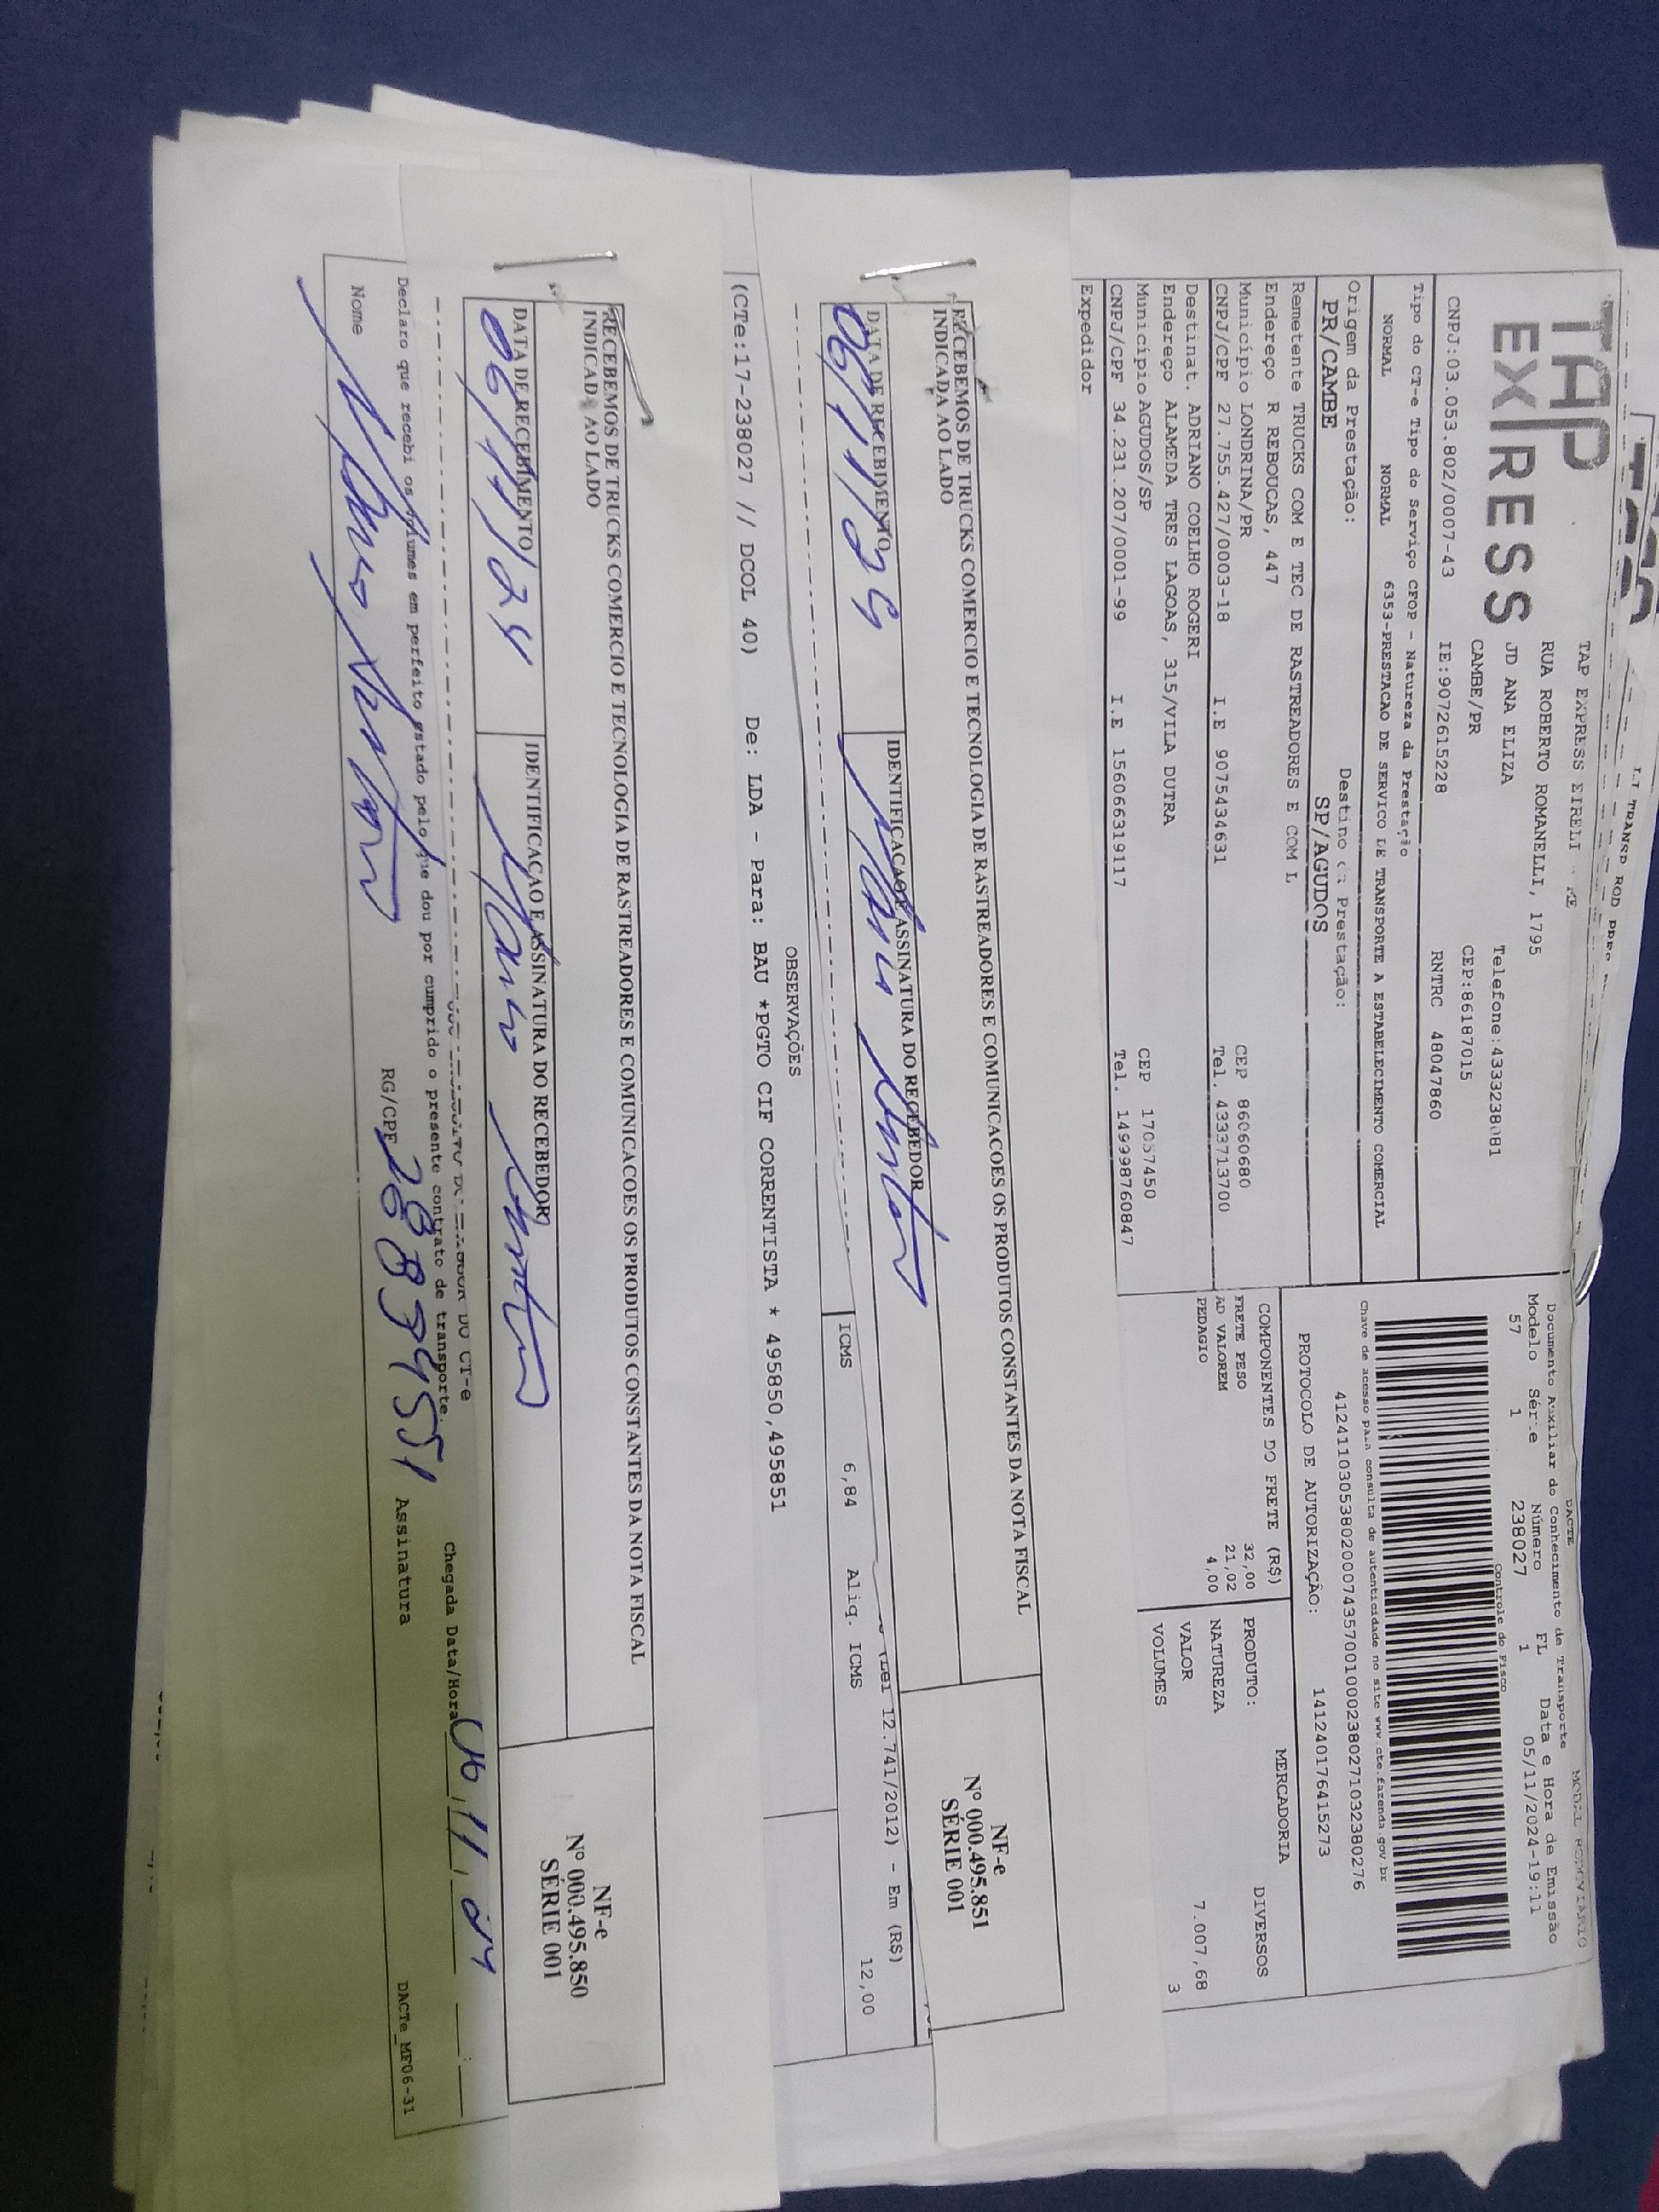 TAP
EXPRESS
TAP EXPRESS EIRELI - ME
RUA ROBERTO ROMANELLI, 1795
JD ANA ELIZA
CAMBE/PR
Telefone:4333238081
CEP:86187015
CNPJ:03.053.802/0007-43
IE:9072615228
RNTRC 48047860
DACTE
MODAL RODOVIÁRIO
Documento Auxiliar do Conhecimento de Transporte
Modelo Série Número FL Data e Hora de Emissão
57 1 238027 1 05/11/2024-19:11
Controle do Fisco
Chave de acesso para consulta de autenticidade no site www.cte.fazenda.gov.br
41241103053802000743570010002380271032380276
PROTOCOLO DE AUTORIZAÇÃO: 141240176415273
Tipo do CT-e Tipo do Serviço CFOP - Natureza da Prestação
NORMAL NORMAL 6353-PRESTACAO DE SERVICO DE TRANSPORTE A ESTABELECIMENTO COMERCIAL
Origem da Prestação: Destino da Prestação:
PR/CAMBE SP/AGUDOS
Remetente TRUCKS COM E TEC DE RASTREADORES E COM L
Endereço R REBOUCAS, 447
Município LONDRINA/PR CEP 86060680
CNPJ/CPF 27.755.427/0003-18 I.E 9075434631 Tel. 4333713700
Destinat. ADRIANO COELHO ROGERI
Endereço ALAMEDA TRES LAGOAS, 315/VILA DUTRA
Município AGUDOS/SP CEP 17057450
CNPJ/CPF 34.231.207/0001-99 I.E 156066319117 Tel. 149998760847
Expedidor
COMPONENTES DO FRETE (R$)
FRETE PESO 32,00
AD VALOREM 21,02
PEDAGIO 4,00
MERCADORIA
PRODUTO: DIVERSOS
NATUREZA
VALOR 7.007,68
VOLUMES 3
RECEBEMOS DE TRUCKS COMERCIO E TECNOLOGIA DE RASTREADORES E COMUNICACOES OS PRODUTOS CONSTANTES DA NOTA FISCAL
INDICADA AO LADO
DATA DE RECEBIMENTO
06/11/24
IDENTIFICAÇAO E ASSINATURA DO RECEBEDOR
NF-e
Nº 000.495.851
SÉRIE 001
(Lei 12.741/2012) - Em (R$)
ICMS 6,84 Aliq. ICMS 12,00
OBSERVAÇÕES
(CTe:17-238027 // DCOL 40) De: LDA - Para: BAU *PGTO CIF CORRENTISTA * 495850,495851
RECEBEMOS DE TRUCKS COMERCIO E TECNOLOGIA DE RASTREADORES E COMUNICACOES OS PRODUTOS CONSTANTES DA NOTA FISCAL
INDICADA AO LADO
DATA DE RECEBIMENTO
06/11/24
IDENTIFICAÇAO E ASSINATURA DO RECEBEDOR
NF-e
Nº 000.495.850
SÉRIE 001
DO CT-e
Declaro que recebi os volumes em perfeito estado pelo que dou por cumprido o presente contrato de transporte.
Chegada Data/Hora 06, 11, 24
Nome
RG/CPF
Assinatura
DACTe_MF06-31